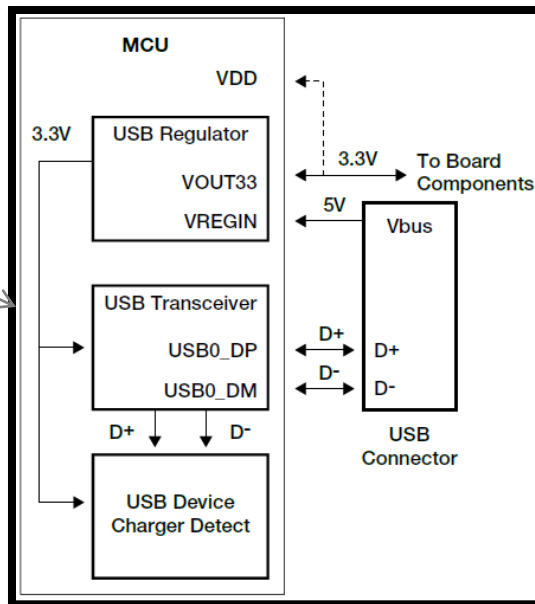 MCU
VDD
3.3V
USB Regulator
VOUT33
VREGIN
3.3V
To Board
Components
5V
Vbus
USB Transceiver
USB0_DP
USB0_DM
D+
D-
D+
D-
USB
Connector
D+
D-
USB Device
Charger Detect